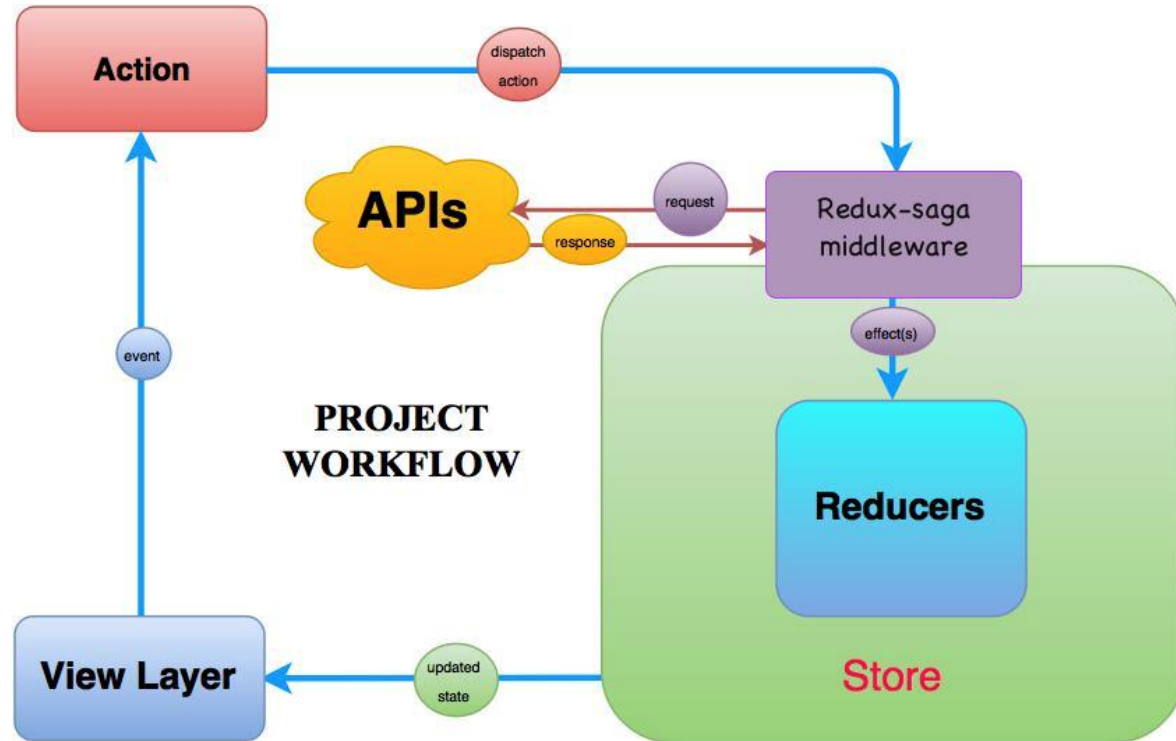 Action
dispatch
action
APIs
request
response
Redux-saga
middleware
effect(s)
event
PROJECT
WORKFLOW
Reducers
View Layer
updated
state
Store